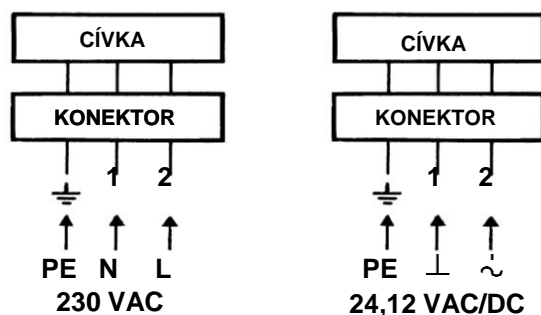 CÍVKA
KONEKTOR
1 2
PE N L
230 VAC
CÍVKA
KONEKTOR
1 2
PE ⊥ ~
24,12 VAC/DC